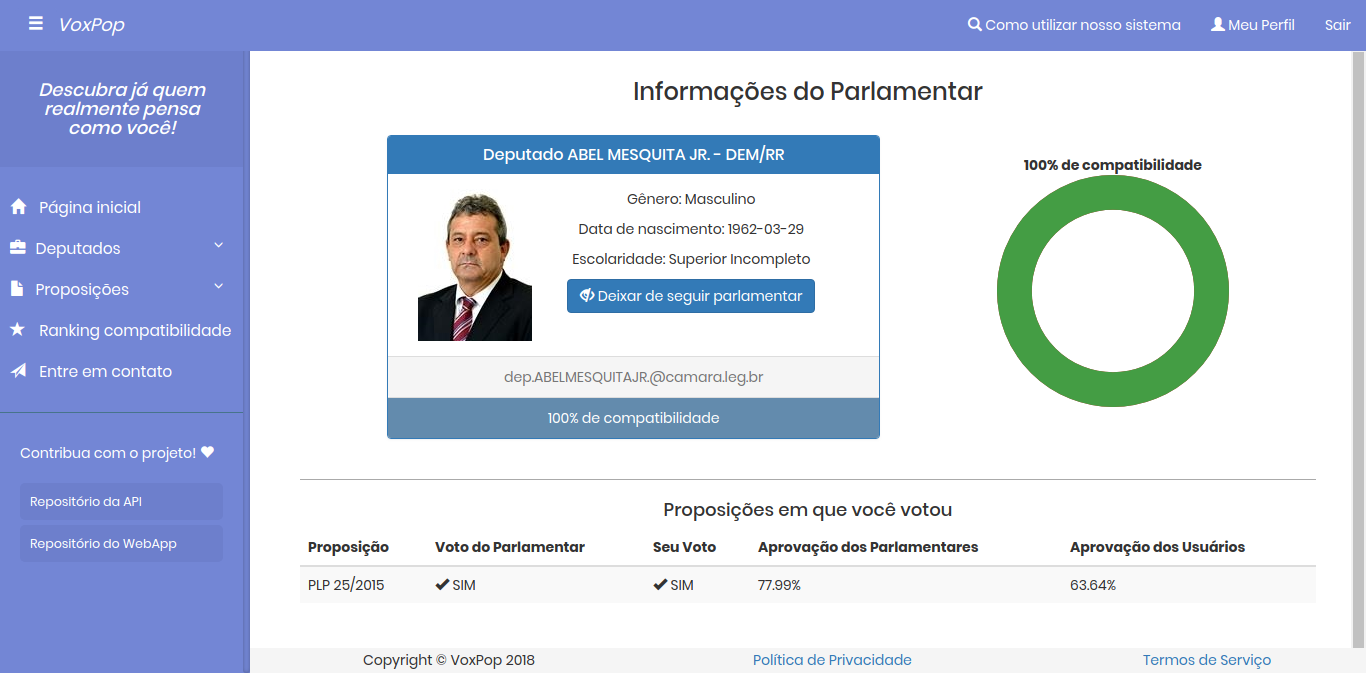 VoxPop
Como utilizar nosso sistema
Meu Perfil
Sair
Descubra já quem
realmente pensa
como você!
Página inicial
Deputados
Proposições
Ranking compatibilidade
Entre em contato
Contribua com o projeto!
Repositório da API
Repositório do WebApp
Informações do Parlamentar
Deputado ABEL MESQUITA JR. - DEM/RR
Gênero: Masculino
Data de nascimento: 1962-03-29
Escolaridade: Superior Incompleto
Deixar de seguir parlamentar
dep.ABELMESQUITAJR.@camara.leg.br
100% de compatibilidade
100% de compatibilidade
Proposições em que você votou
Proposição Voto do Parlamentar Seu Voto Aprovação dos Parlamentares Aprovação dos Usuários
PLP 25/2015 SIM SIM 77.99% 63.64%
Copyright © VoxPop 2018 Política de Privacidade Termos de Serviço